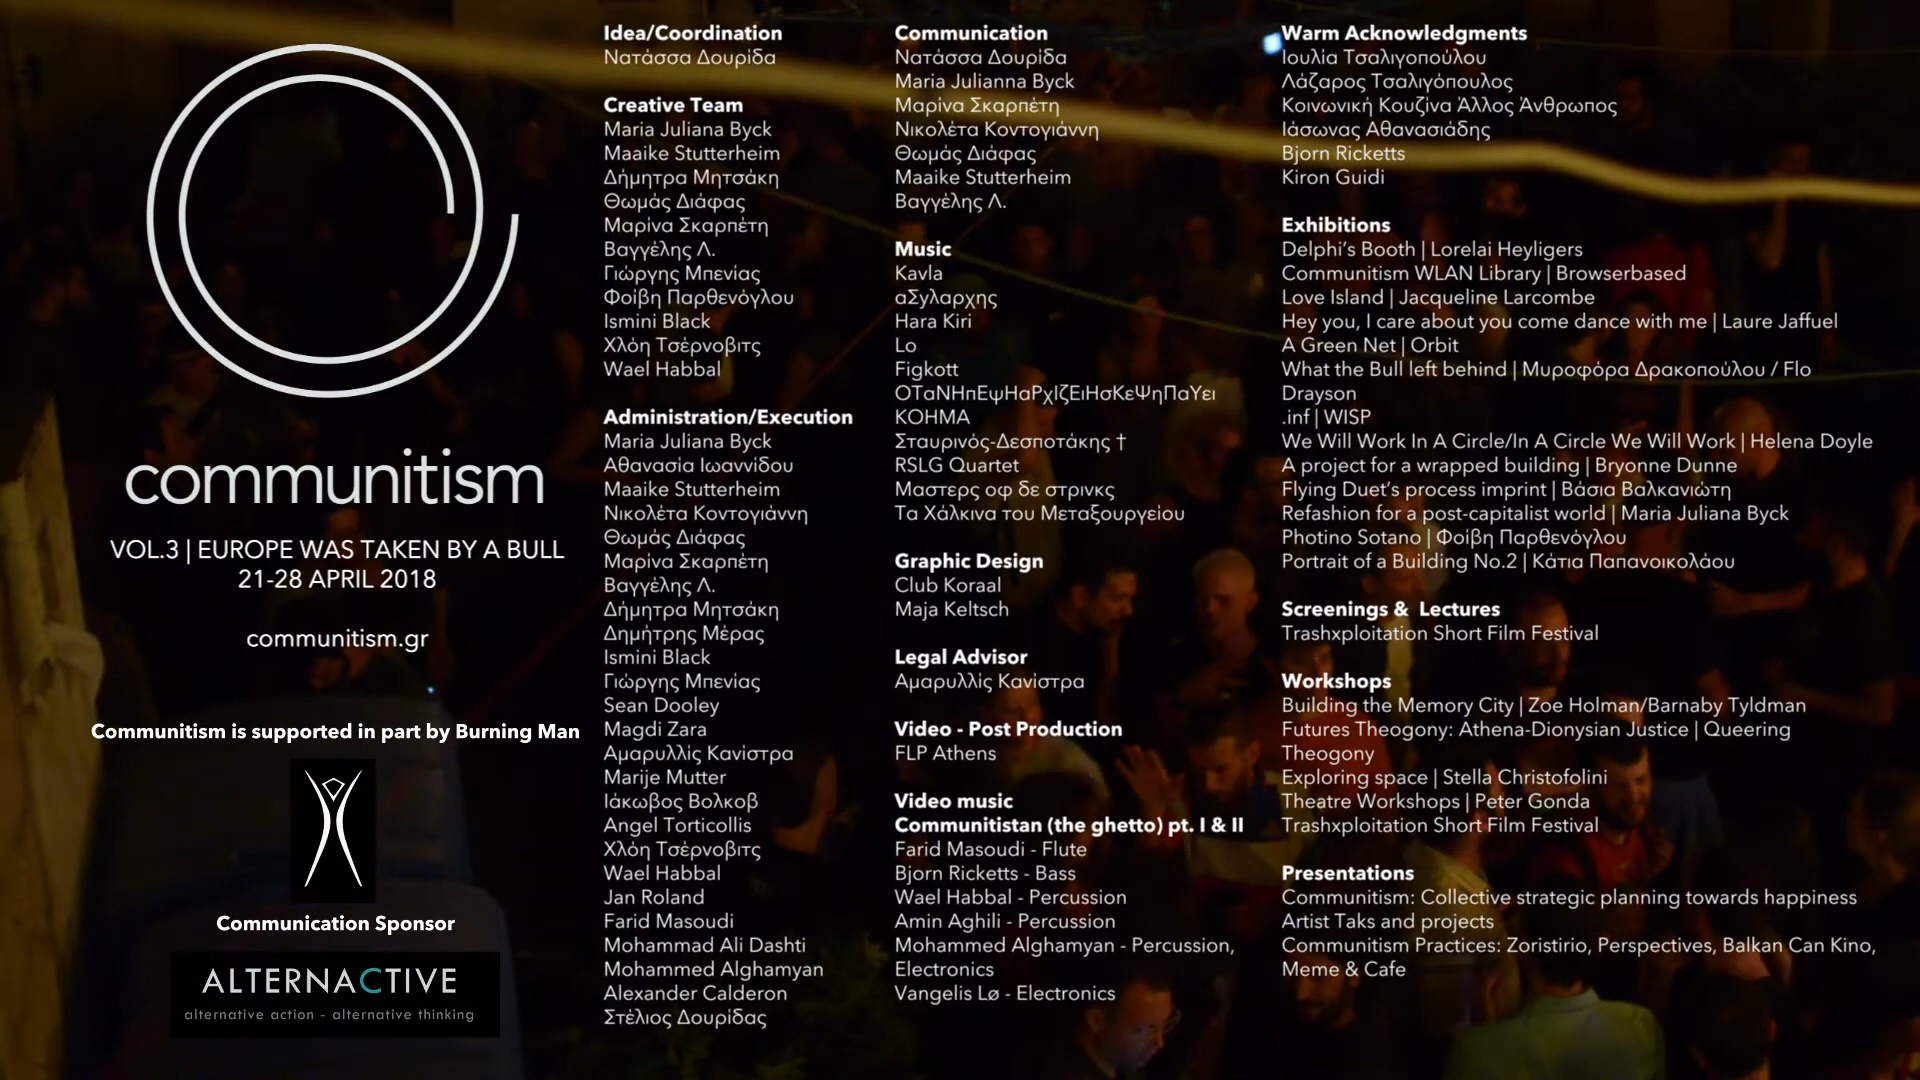 communitism
VOL.3 | EUROPE WAS TAKEN BY A BULL
21-28 APRIL 2018
communitism.gr
Communitism is supported in part by Burning Man
Communication Sponsor
ALTERNACTIVE
alternative action - alternative thinking
Idea/Coordination
Νατάσσα Δουρίδα
Creative Team
Maria Juliana Byck
Maaike Stutterheim
Δήμητρα Μητσάκη
Θωμάς Διάφας
Μαρίνα Σκαρπέτη
Βαγγέλης Λ.
Γιώργης Μπενίας
Φοίβη Παρθενόγλου
Ismini Black
Χλόη Τσέρνοβιτς
Wael Habbal
Administration/Execution
Maria Juliana Byck
Αθανασία Ιωαννίδου
Maaike Stutterheim
Νικολέτα Κοντογιάννη
Θωμάς Διάφας
Μαρίνα Σκαρπέτη
Βαγγέλης Λ.
Δήμητρα Μητσάκη
Δημήτρης Μέρας
Ismini Black
Γιώργης Μπενίας
Sean Dooley
Magdi Zara
Αμαρυλλίς Κανίστρα
Marije Mutter
Ιάκωβος Βολκοβ
Angel Torticollis
Χλόη Τσέρνοβιτς
Wael Habbal
Jan Roland
Farid Masoudi
Mohammad Ali Dashti
Mohammed Alghamyan
Alexander Calderon
Στέλιος Δουρίδας
Communication
Νατάσσα Δουρίδα
Maria Julianna Byck
Μαρίνα Σκαρπέτη
Νικολέτα Κοντογιάννη
Θωμάς Διάφας
Maaike Stutterheim
Βαγγέλης Λ.
Music
Kavla
αΣγλαρχης
Hara Kiri
Lo
Figkott
ΟΤαΝΗπΕψΗαΡχΙζΕιΗσΚεΨηΠαΥει
ΚΟΗΜΑ
Σταυρινός-Δεσποτάκης †
RSLG Quartet
Μαστερς οφ δε στρινκς
Τα Χάλκινα του Μεταξουργείου
Graphic Design
Club Koraal
Maja Keltsch
Legal Advisor
Αμαρυλλίς Κανίστρα
Video - Post Production
FLP Athens
Video music
Communitistan (the ghetto) pt. I & II
Farid Masoudi - Flute
Bjorn Ricketts - Bass
Wael Habbal - Percussion
Amin Aghili - Percussion
Mohammed Alghamyan - Percussion,
Electronics
Vangelis Lø - Electronics
Warm Acknowledgments
Ιουλία Τσαλιγοπούλου
Λάζαρος Τσαλιγόπουλος
Κοινωνική Κουζίνα Άλλος Άνθρωπος
Ιάσωνας Αθανασιάδης
Bjorn Ricketts
Kiron Guidi
Exhibitions
Delphi's Booth | Lorelai Heyligers
Communitism WLAN Library | Browserbased
Love Island | Jacqueline Larcombe
Hey you, I care about you come dance with me | Laure Jaffuel
A Green Net | Orbit
What the Bull left behind | Μυροφόρα Δρακοπούλου / Flo
Drayson
.inf | WISP
We Will Work In A Circle/In A Circle We Will Work | Helena Doyle
A project for a wrapped building | Bryonne Dunne
Flying Duet's process imprint | Βάσια Βαλκανιώτη
Refashion for a post-capitalist world | Maria Juliana Byck
Photino Sotano | Φοίβη Παρθενόγλου
Portrait of a Building No.2 | Κάτια Παπανοικολάου
Screenings &  Lectures
Trashxploitation Short Film Festival
Workshops
Building the Memory City | Zoe Holman/Barnaby Tyldman
Futures Theogony: Athena-Dionysian Justice | Queering
Theogony
Exploring space | Stella Christofolini
Theatre Workshops | Peter Gonda
Trashxploitation Short Film Festival
Presentations
Communitism: Collective strategic planning towards happiness
Artist Taks and projects
Communitism Practices: Zoristirio, Perspectives, Balkan Can Kino,
Meme & Cafe